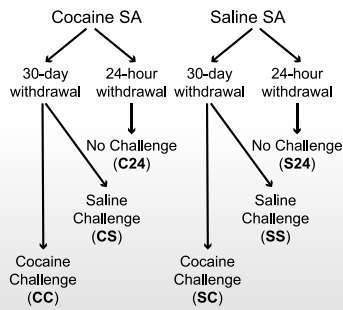 Cocaine SA
Saline SA
30-day
withdrawal
24-hour
withdrawal
30-day
withdrawal
24-hour
withdrawal
No Challenge
(C24)
No Challenge
(S24)
Saline
Challenge
(CS)
Saline
Challenge
(SS)
Cocaine
Challenge
(CC)
Cocaine
Challenge
(SC)